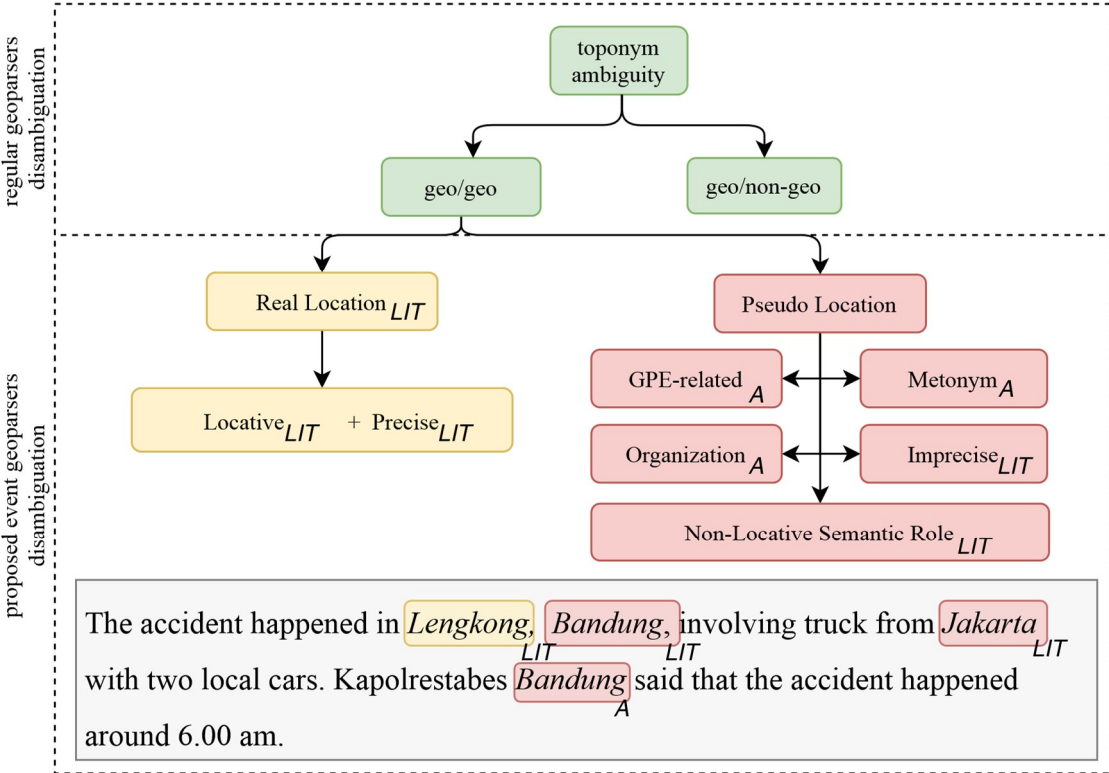 regular geoparsers
disambiguation
toponym
ambiguity
geo/geo
geo/non-geo
proposed event geoparsers
disambiguation
Real Location LIT
Pseudo Location
Locative LIT + Precise LIT
GPE-related A
Metonym A
Organization A
Imprecise LIT
Non-Locative Semantic Role LIT
The accident happened in Lengkong, LIT Bandung, LIT involving truck from Jakarta LIT
with two local cars. Kapolrestabes Bandung A said that the accident happened
around 6.00 am.